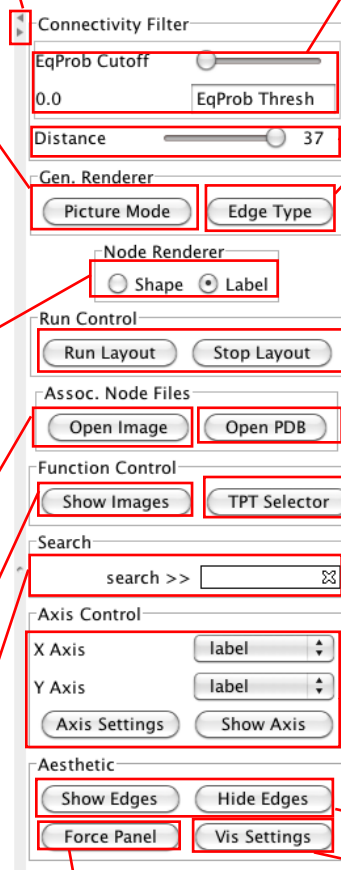 Connectivity Filter
EqProb Cutoff
0.0 EqProb Thresh
Distance 37
Gen. Renderer
Picture Mode Edge Type
Node Renderer
Shape Label
Run Control
Run Layout Stop Layout
Assoc. Node Files
Open Image Open PDB
Function Control
Show Images TPT Selector
Search
search >>
Axis Control
X Axis label
Y Axis label
Axis Settings Show Axis
Aesthetic
Show Edges Hide Edges
Force Panel Vis Settings